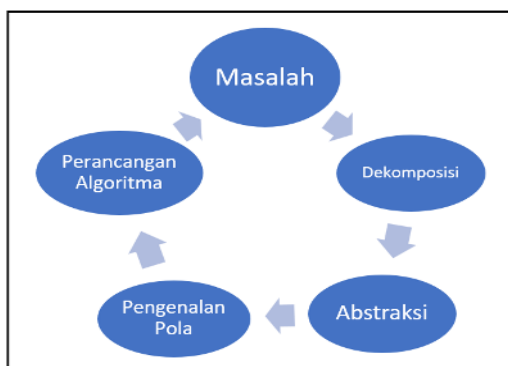 Masalah
Dekomposisi
Abstraksi
Pengenalan
Pola
Perancangan
Algoritma